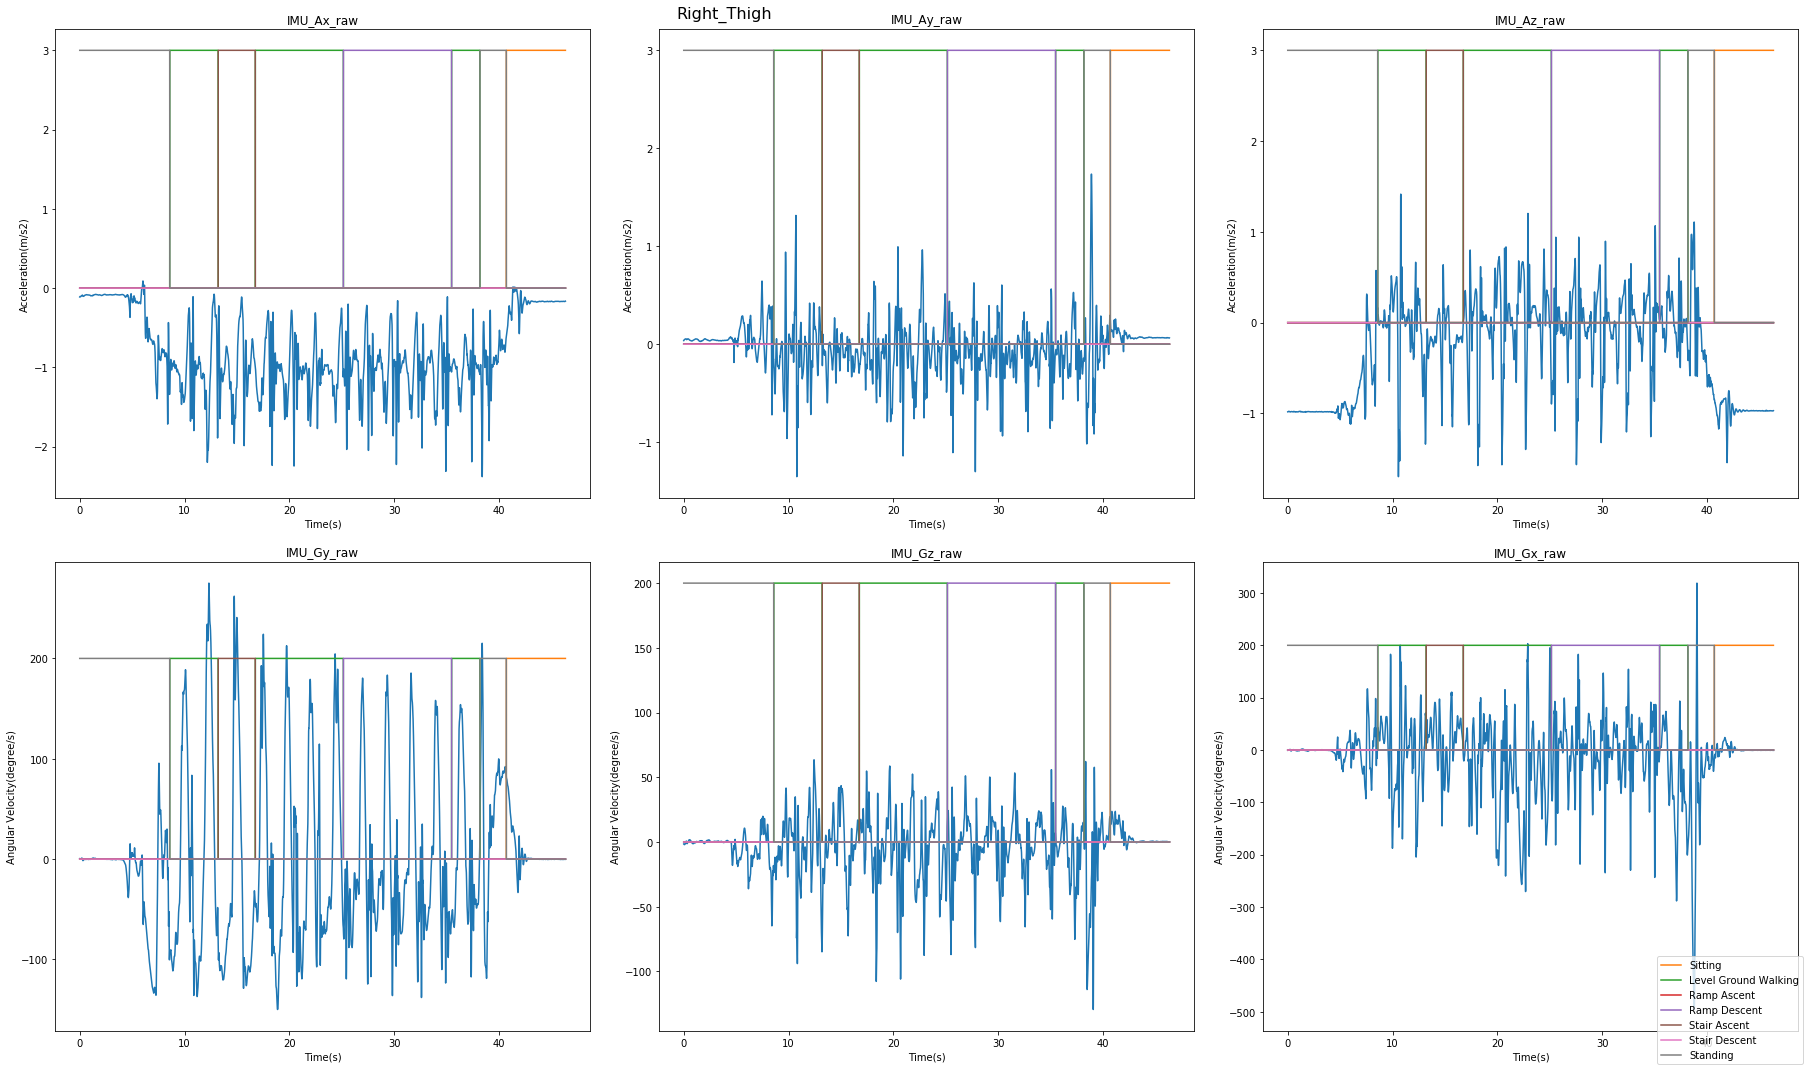 Right_Thigh
IMU_Ax_raw
3
2
1
0
−1
−2
Acceleration(m/s2)
0 10 20 30 40
Time(s)
IMU_Ay_raw
3
2
1
0
−1
Acceleration(m/s2)
0 10 20 30 40
Time(s)
IMU_Az_raw
3
2
1
0
−1
Acceleration(m/s2)
0 10 20 30 40
Time(s)
IMU_Gy_raw
200
100
0
−100
Angular Velocity(degree/s)
0 10 20 30 40
Time(s)
IMU_Gz_raw
200
175
150
125
100
75
50
25
0
−50
−100
Angular Velocity(degree/s)
0 10 20 30 40
Time(s)
IMU_Gx_raw
300
200
100
0
−100
−200
−300
−400
−500
Angular Velocity(degree/s)
0 10 20 30
Time(s)
Sitting
Level Ground Walking
Ramp Ascent
Ramp Descent
Stair Ascent
Stair Descent
Standing